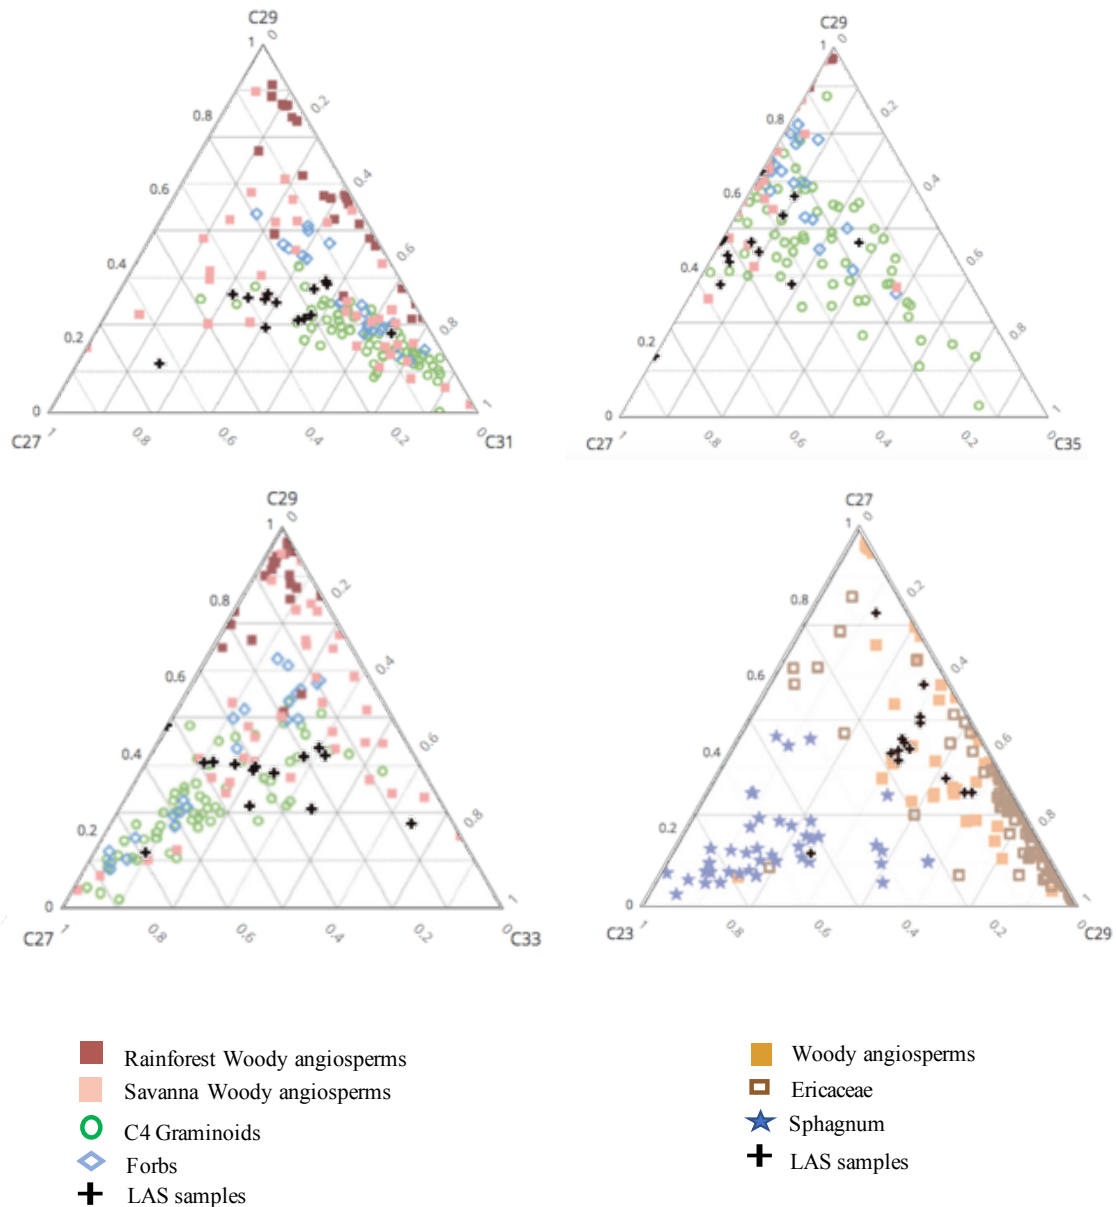 C29
1 0
0.8 0.2
0.6 0.4
0.4 0.6
0.2 0.8
0 1
1 0.8 0.6 0.4 0.2 0
C27 C31
C29
1 0
0.8 0.2
0.6 0.4
0.4 0.6
0.2 0.8
0 1
1 0.8 0.6 0.4 0.2 0
C27 C35
C29
1 0
0.8 0.2
0.6 0.4
0.4 0.6
0.2 0.8
0 1
1 0.8 0.6 0.4 0.2 0
C27 C33
C27
1 0
0.8 0.2
0.6 0.4
0.4 0.6
0.2 0.8
0 1
1 0.8 0.6 0.4 0.2 0
C23 C29
Rainforest Woody angiosperms
Savanna Woody angiosperms
C4 Graminoids
Forbs
LAS samples
Woody angiosperms
Ericaceae
Sphagnum
LAS samples